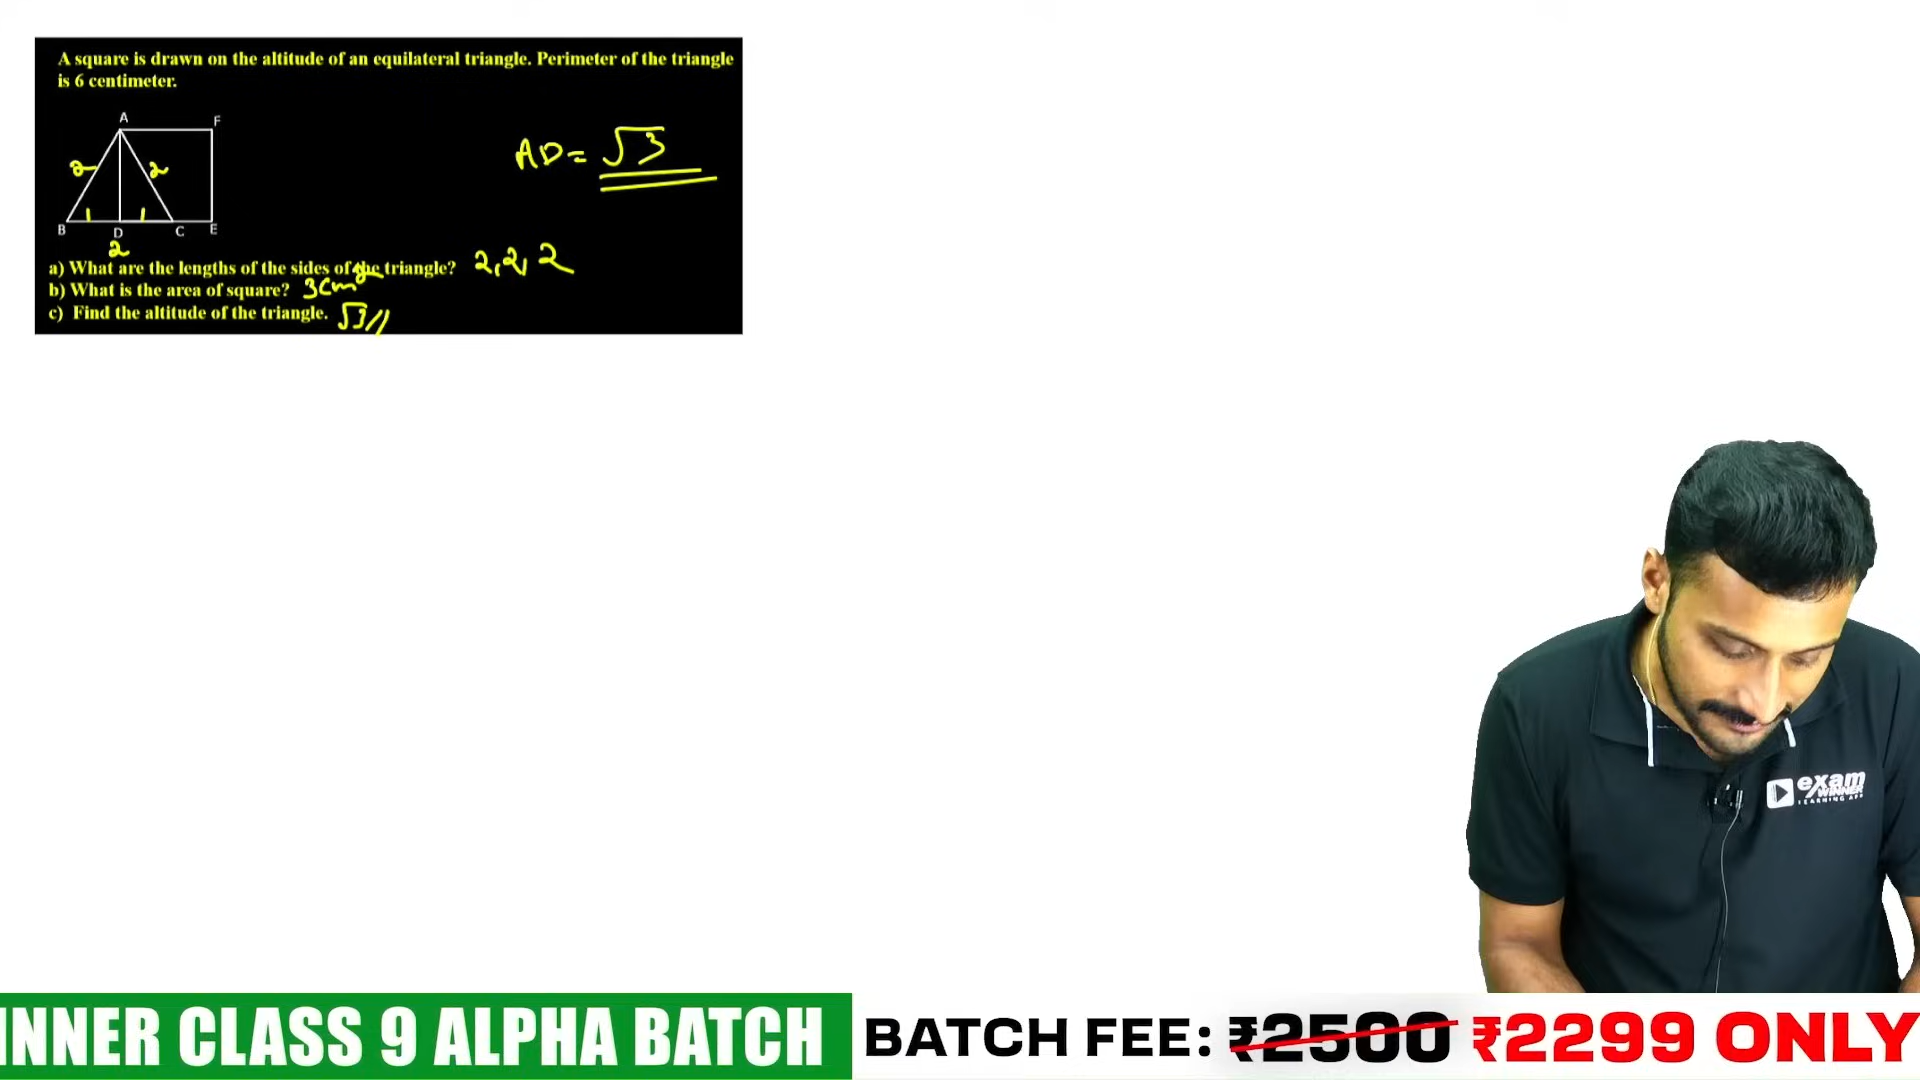 A square is drawn on the altitude of an equilateral triangle. Perimeter of the triangle
is 6 centimeter.
A
F
AD = √3
2
2
1
1
B
D
C
E
2
a) What are the lengths of the sides of the triangle? 2, 2, 2
b) What is the area of square? 3cm²
c) Find the altitude of the triangle. √3//
exam
WINNER
LEARNING APP
INNER CLASS 9 ALPHA BATCH
BATCH FEE: ₹2500 ₹2299 ONLY